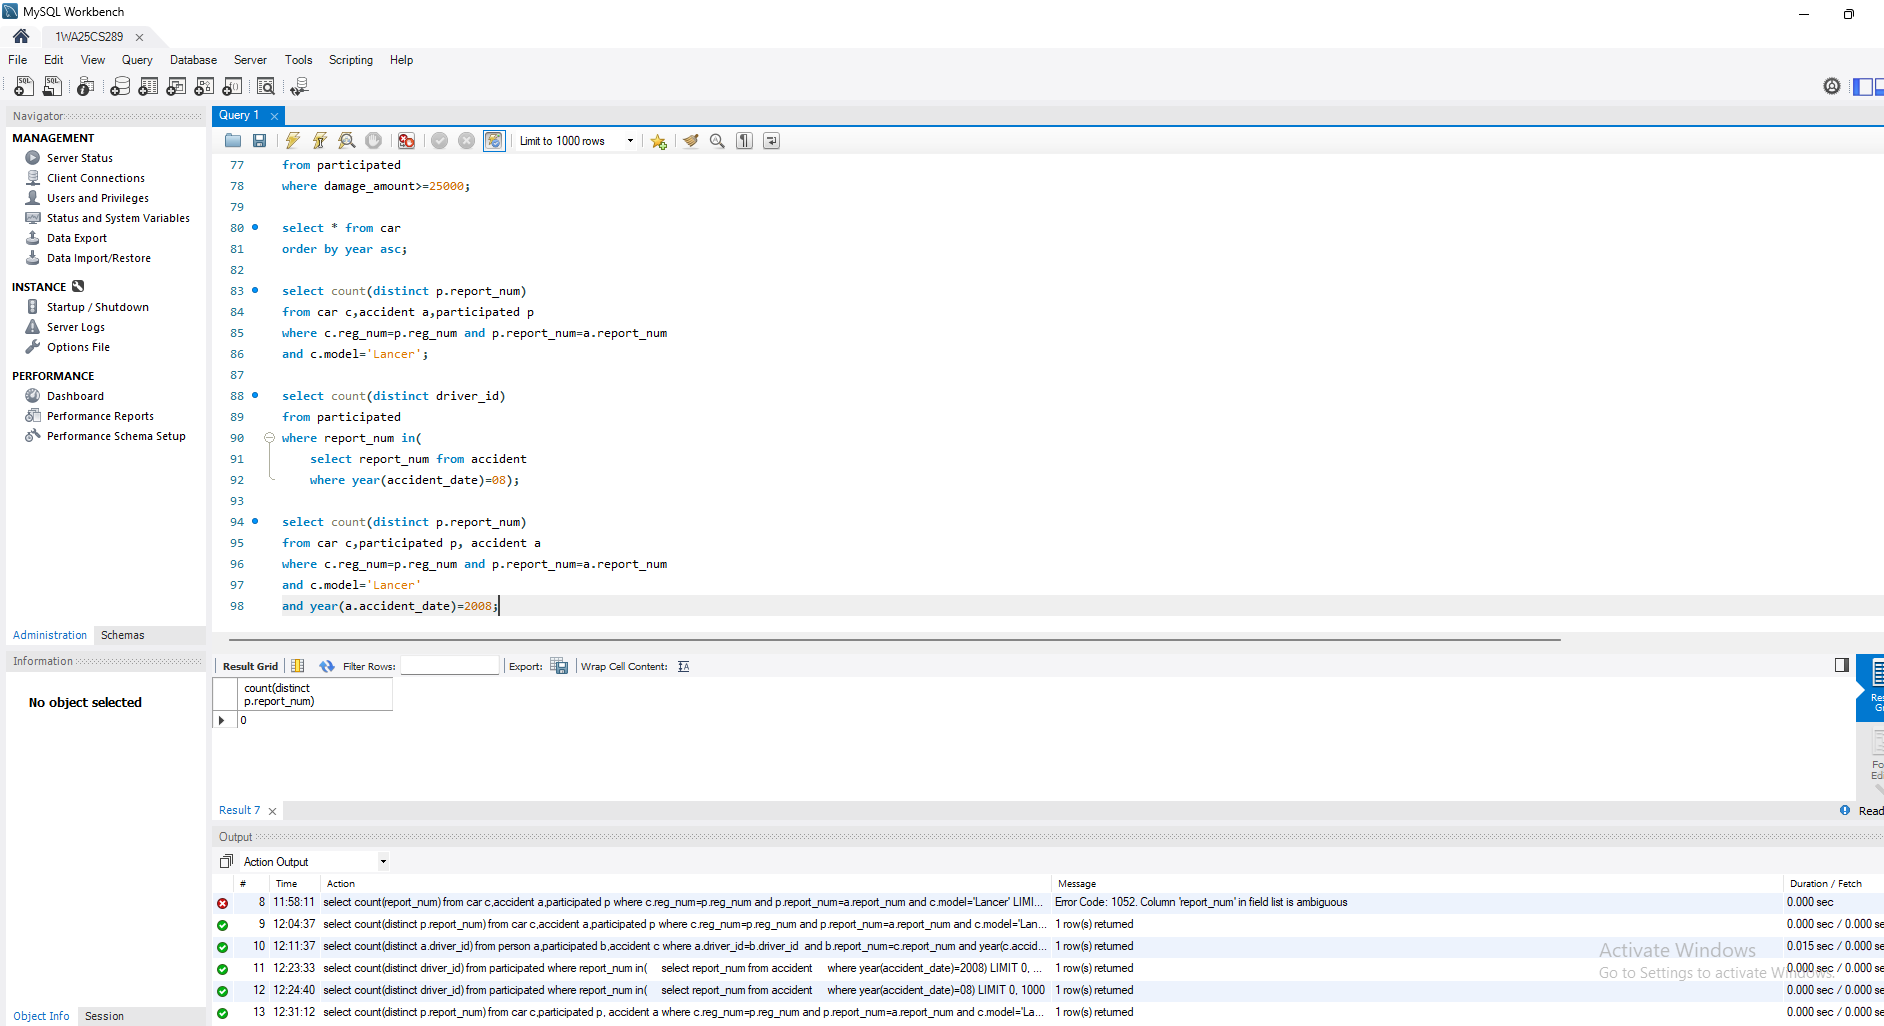 MySQL Workbench
1WA25CS289
File Edit View Query Database Server Tools Scripting Help
Navigator
MANAGEMENT
Server Status
Client Connections
Users and Privileges
Status and System Variables
Data Export
Data Import/Restore
INSTANCE
Startup / Shutdown
Server Logs
Options File
PERFORMANCE
Dashboard
Performance Reports
Performance Schema Setup
Administration Schemas
Information
No object selected
Object Info Session
Query 1
Limit to 1000 rows
77 from participated
78 where damage_amount>=25000;
79
80 select * from car
81 order by year asc;
82
83 select count(distinct p.report_num)
84 from car c,accident a,participated p
85 where c.reg_num=p.reg_num and p.report_num=a.report_num
86 and c.model='Lancer';
87
88 select count(distinct driver_id)
89 from participated
90 where report_num in(
91 select report_num from accident
92 where year(accident_date)=08);
93
94 select count(distinct p.report_num)
95 from car c,participated p, accident a
96 where c.reg_num=p.reg_num and p.report_num=a.report_num
97 and c.model='Lancer'
98 and year(a.accident_date)=2008;
Result Grid Filter Rows: Export: Wrap Cell Content:
count(distinct
p.report_num)
0
Result 7
Output
Action Output
# Time Action Message Duration / Fetch
8 11:58:11 select count(report_num) from car c,accident a,participated p where c.reg_num=p.reg_num and p.report_num=a.report_num and c.model='Lancer' LIMI... Error Code: 1052. Column 'report_num' in field list is ambiguous 0.000 sec
9 12:04:37 select count(distinct p.report_num) from car c,accident a,participated p where c.reg_num=p.reg_num and p.report_num=a.report_num and c.model='Lan... 1 row(s) returned 0.000 sec / 0.000 se
10 12:11:37 select count(distinct a.driver_id) from person a,participated b,accident c where a.driver_id=b.driver_id and b.report_num=c.report_num and year(c.accid... 1 row(s) returned 0.015 sec / 0.000 se
11 12:23:33 select count(distinct driver_id) from participated where report_num in( select report_num from accident where year(accident_date)=2008) LIMIT 0, ... 1 row(s) returned 0.000 sec / 0.000 se
12 12:24:40 select count(distinct driver_id) from participated where report_num in( select report_num from accident where year(accident_date)=08) LIMIT 0, 1000 1 row(s) returned 0.000 sec / 0.000 se
13 12:31:12 select count(distinct p.report_num) from car c,participated p, accident a where c.reg_num=p.reg_num and p.report_num=a.report_num and c.model='La... 1 row(s) returned 0.000 sec / 0.000 se
Activate Windows
Go to Settings to activate Windows.
Res
Gr
Fo
Edi
Read